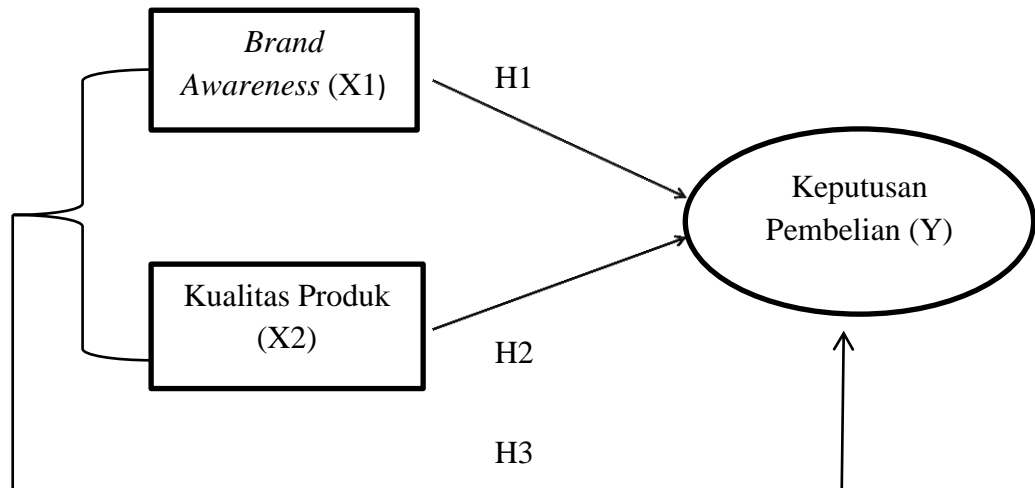 Brand
Awareness (X1)
H1
Keputusan
Pembelian (Y)
Kualitas Produk
(X2)
H2
H3